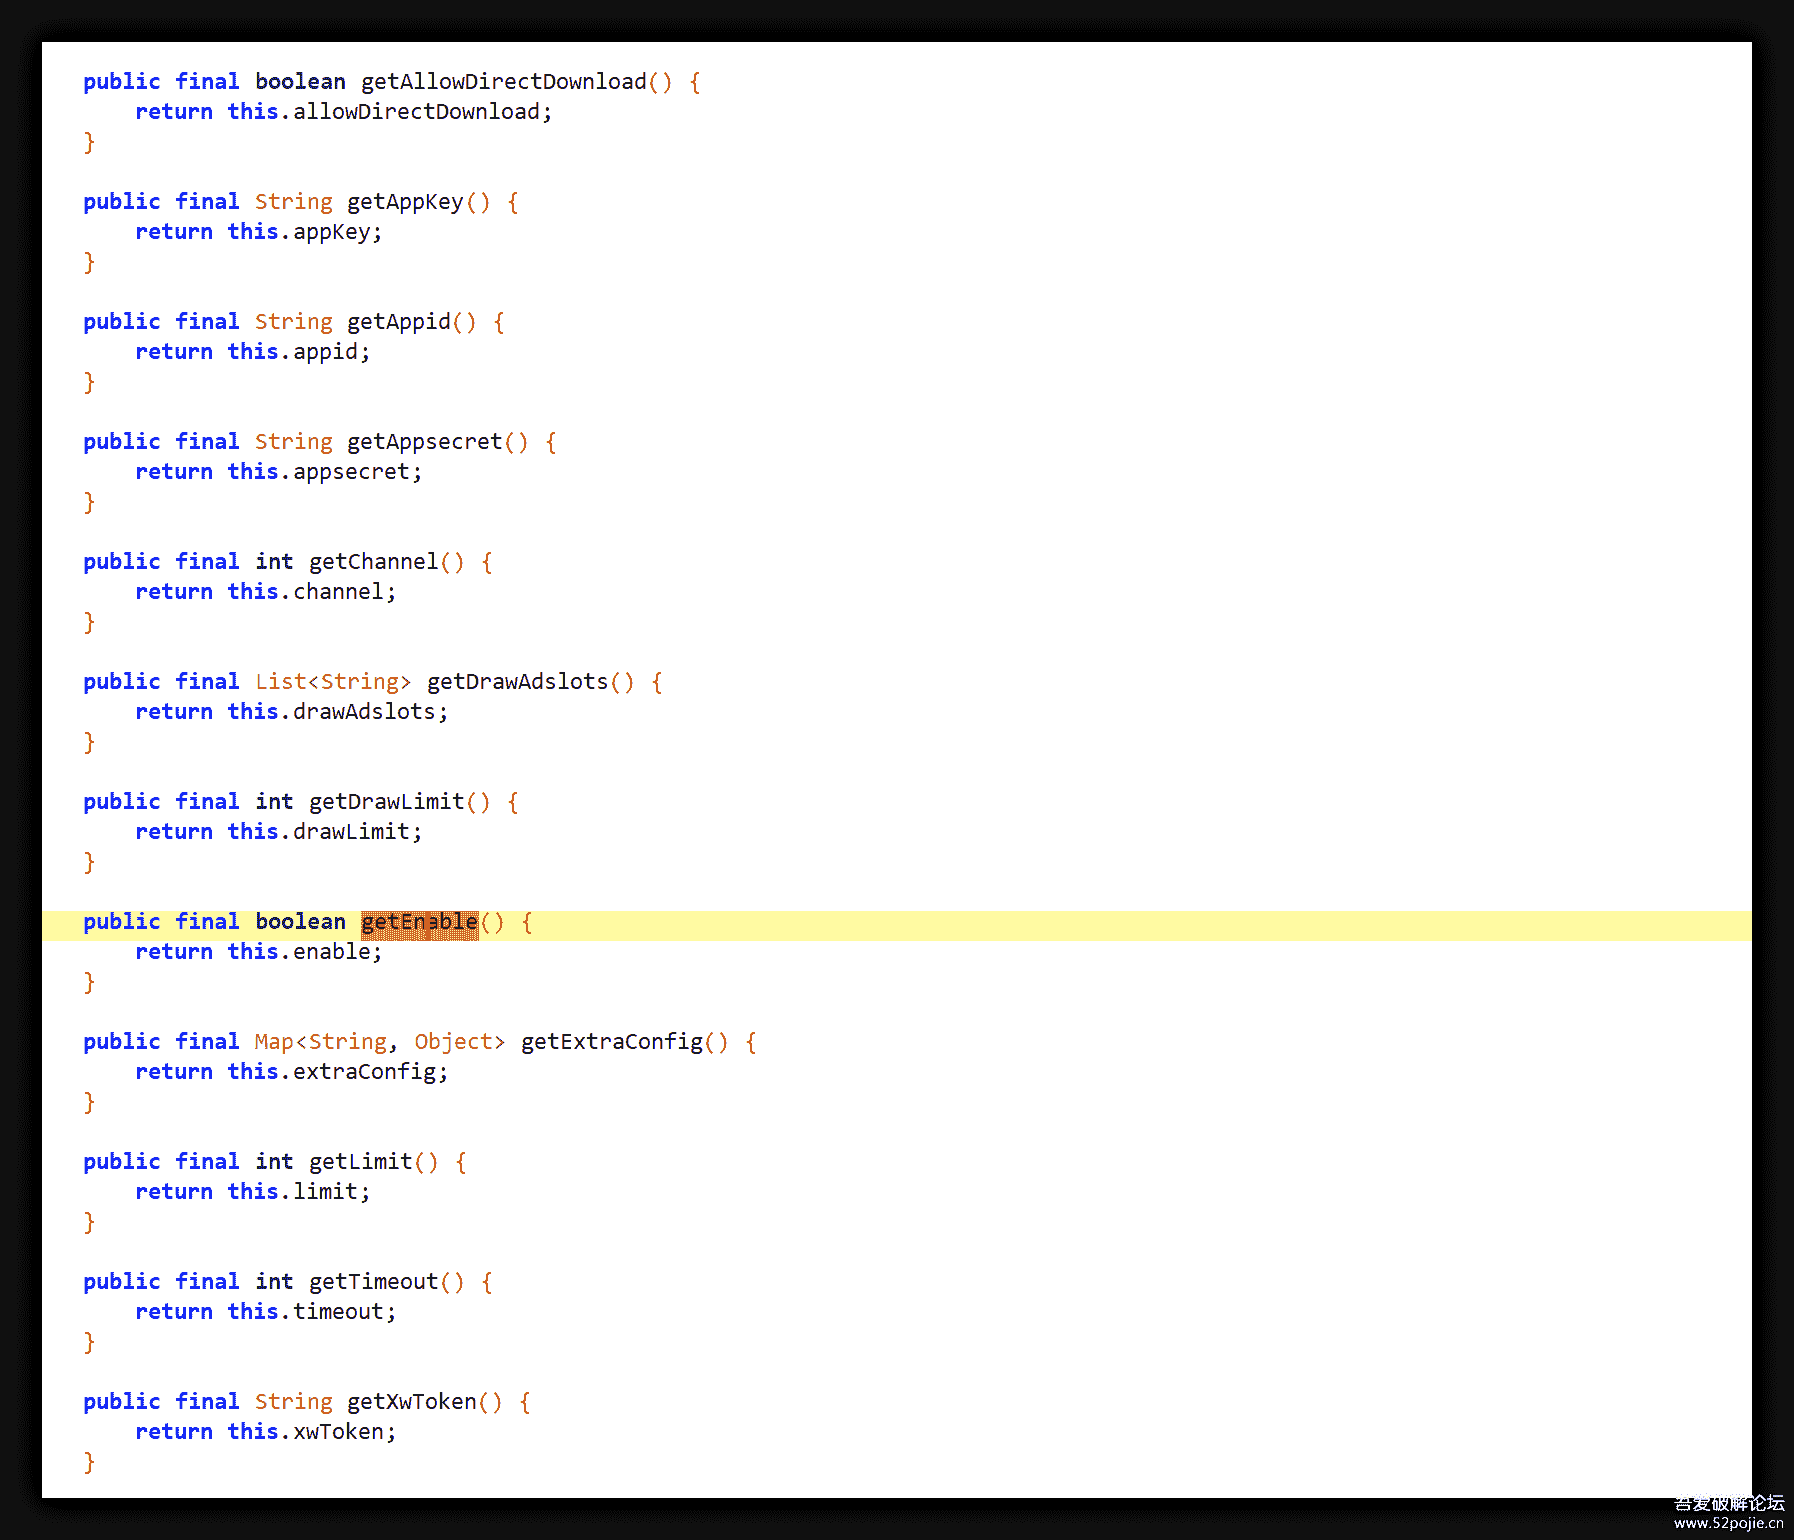 public final boolean getAllowDirectDownload() {
    return this.allowDirectDownload;
}

public final String getAppKey() {
    return this.appKey;
}

public final String getAppid() {
    return this.appid;
}

public final String getAppsecret() {
    return this.appsecret;
}

public final int getChannel() {
    return this.channel;
}

public final List<String> getDrawAdslots() {
    return this.drawAdslots;
}

public final int getDrawLimit() {
    return this.drawLimit;
}

public final boolean getEnable() {
    return this.enable;
}

public final Map<String, Object> getExtraConfig() {
    return this.extraConfig;
}

public final int getLimit() {
    return this.limit;
}

public final int getTimeout() {
    return this.timeout;
}

public final String getXwToken() {
    return this.xwToken;
}
吾爱破解论坛
www.52pojie.cn